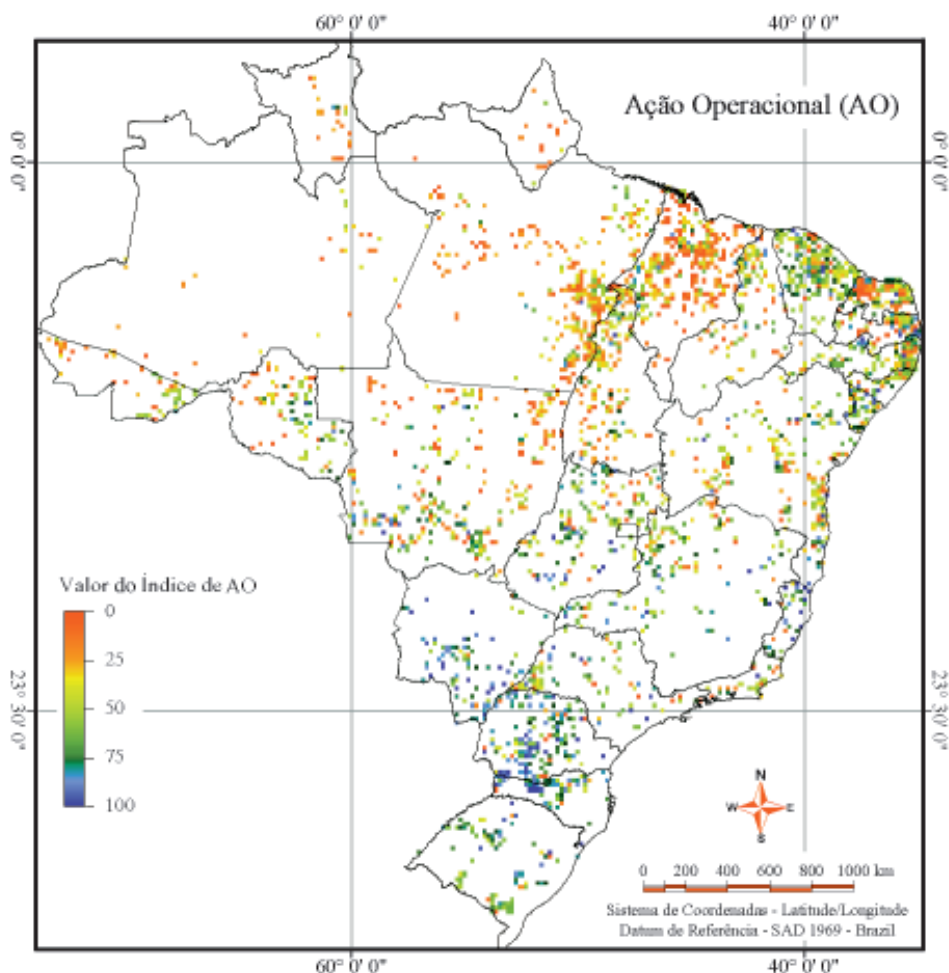 60° 0' 0"
40° 0' 0"
Ação Operacional (AO)
0° 0' 0"
0° 0' 0"
Valor do Índice de AO
0
25
50
75
100
23° 30' 0"
23° 30' 0"
N
W
E
S
0 200 400 600 800 1000 km
Sistema de Coordenadas - Latitude/Longitude
Datum de Referência - SAD 1969 - Brazil
60° 0' 0"
40° 0' 0"